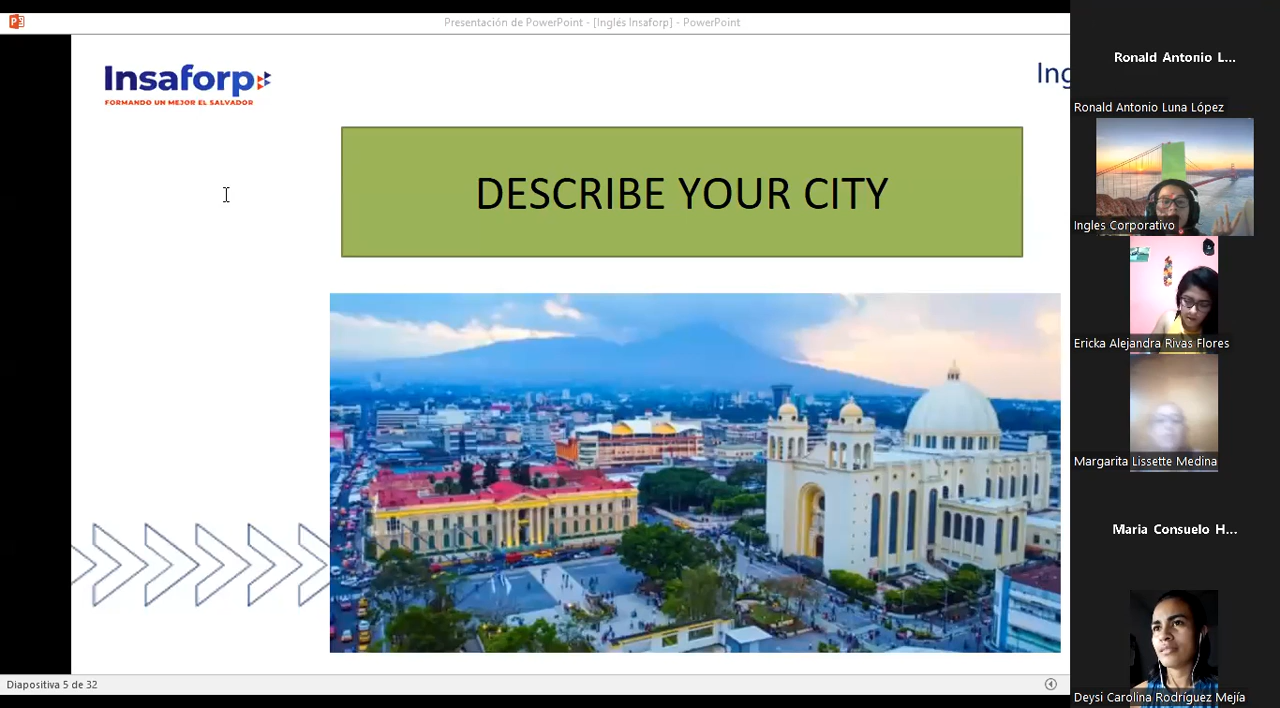 Presentación de PowerPoint - [Inglés Insaforp] - PowerPoint
Insaforp
FORMANDO UN MEJOR EL SALVADOR
Ing
DESCRIBE YOUR CITY
Diapositiva 5 de 32
Ronald Antonio L...
Ronald Antonio Luna López
Ingles Corporativo
Ericka Alejandra Rivas Flores
Margarita Lissette Medina
Maria Consuelo H...
Deysi Carolina Rodríguez Mejía